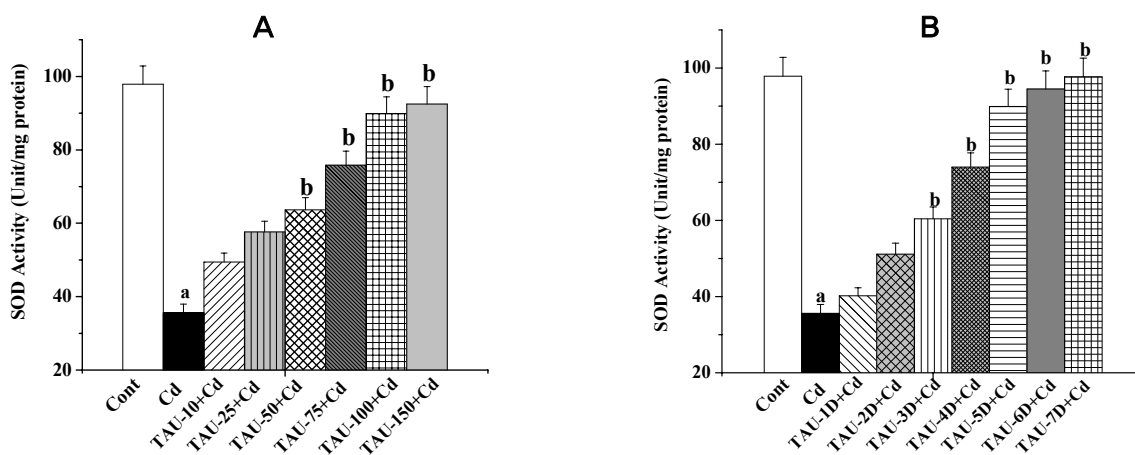 A
SOD Activity (Unit/mg protein)
100
80
60
40
20
a
b
b
b
b
Cont
Cd
TAU-10+Cd
TAU-25+Cd
TAU-50+Cd
TAU-75+Cd
TAU-100+Cd
TAU-150+Cd
B
SOD Activity (Unit/mg protein)
100
80
60
40
20
a
b
b
b
b
b
Cont
Cd
TAU-1D+Cd
TAU-2D+Cd
TAU-3D+Cd
TAU-4D+Cd
TAU-5D+Cd
TAU-6D+Cd
TAU-7D+Cd